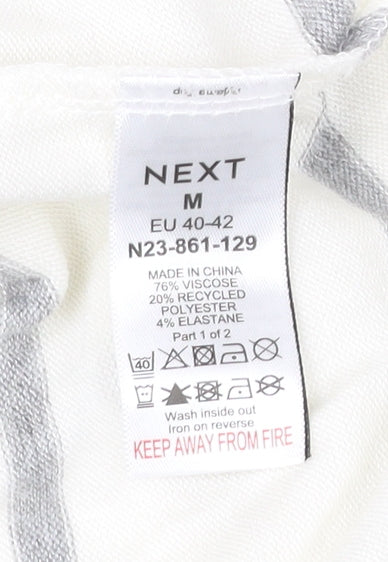 NEXT
M
EU 40-42
N23-861-129
MADE IN CHINA
76% VISCOSE
20% RECYCLED
POLYESTER
4% ELASTANE
Part 1 of 2
40
Wash inside out
Iron on reverse
KEEP AWAY FROM FIRE